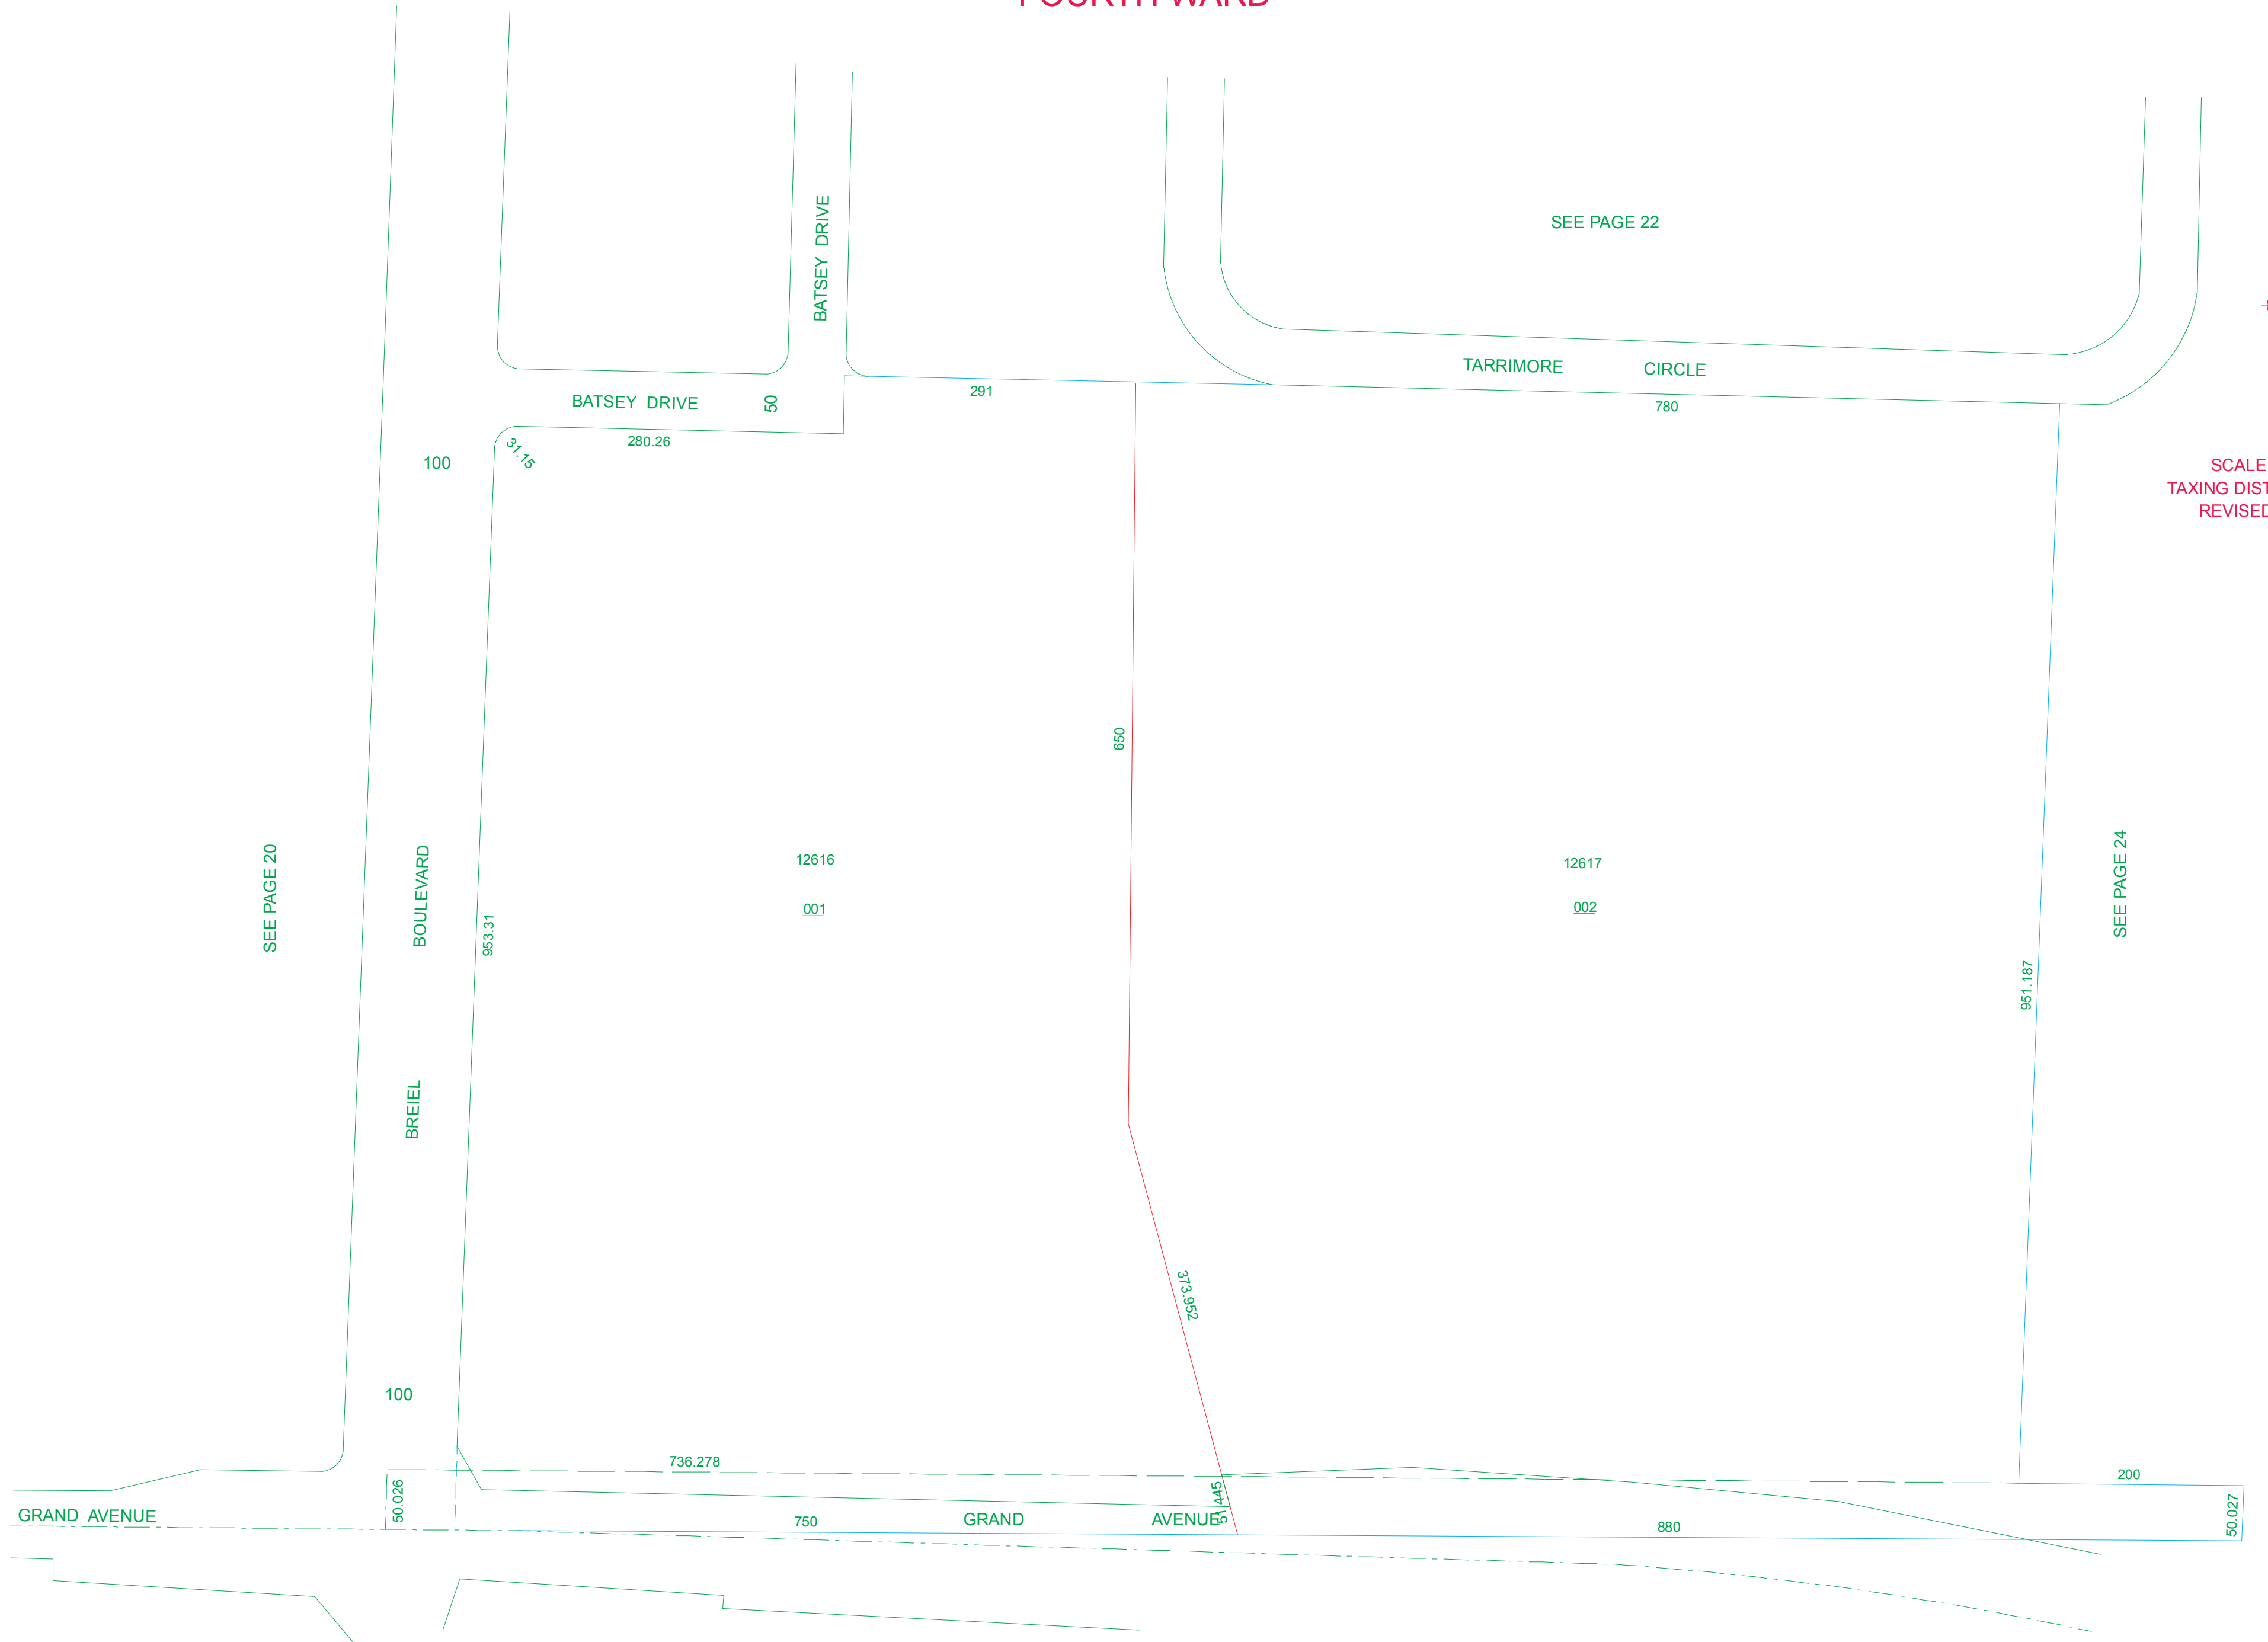 FOURTH WARD
BATSEY DRIVE
SEE PAGE 22
TARRIMORE CIRCLE
291
780
BATSEY DRIVE
50
280.26
31.15
100
SCALE
TAXING DIST
REVISED
650
12616
001
12617
002
SEE PAGE 20
BREIEL BOULEVARD
953.31
951.187
SEE PAGE 24
373.952
100
736.278
200
50.026
51.445
50.027
GRAND AVENUE
750
GRAND AVENUE
880